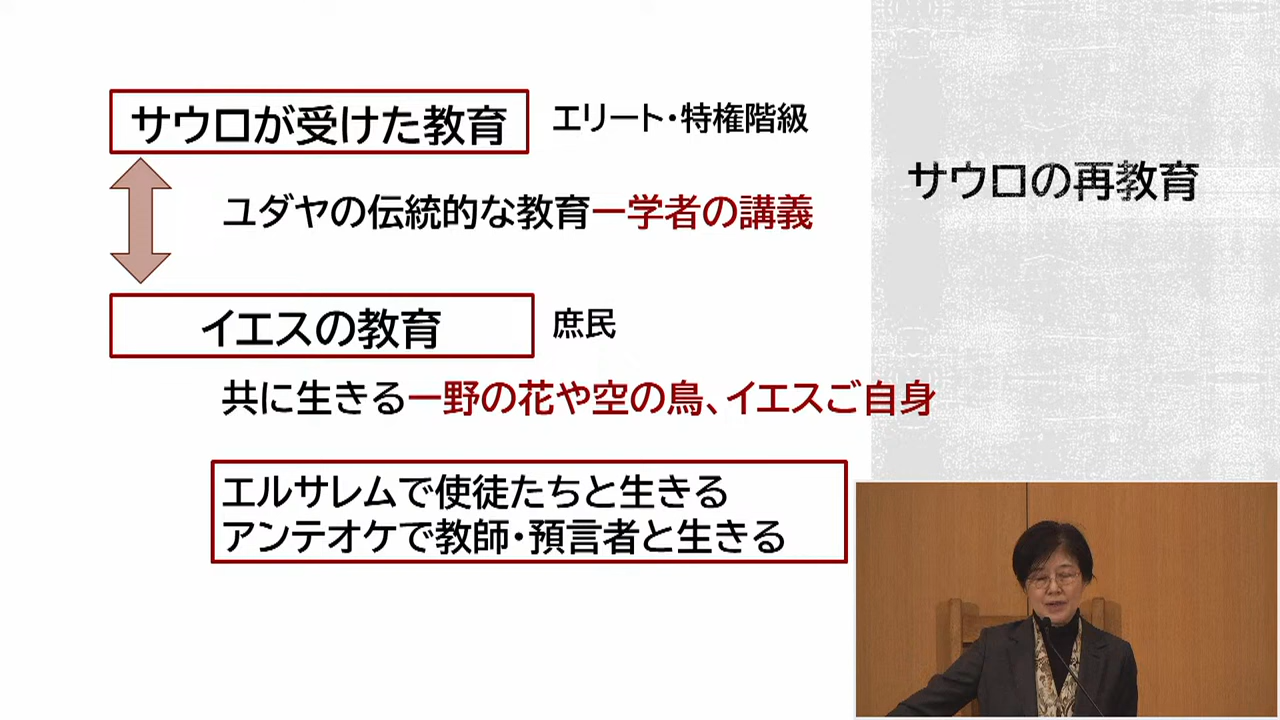 サウロが受けた教育
エリート・特権階級
サウロの再教育
ユダヤの伝統的な教育ー学者の講義
イエスの教育
庶民
共に生きるー野の花や空の鳥、イエスご自身
エルサレムで使徒たちと生きる
アンテオケで教師・預言者と生きる